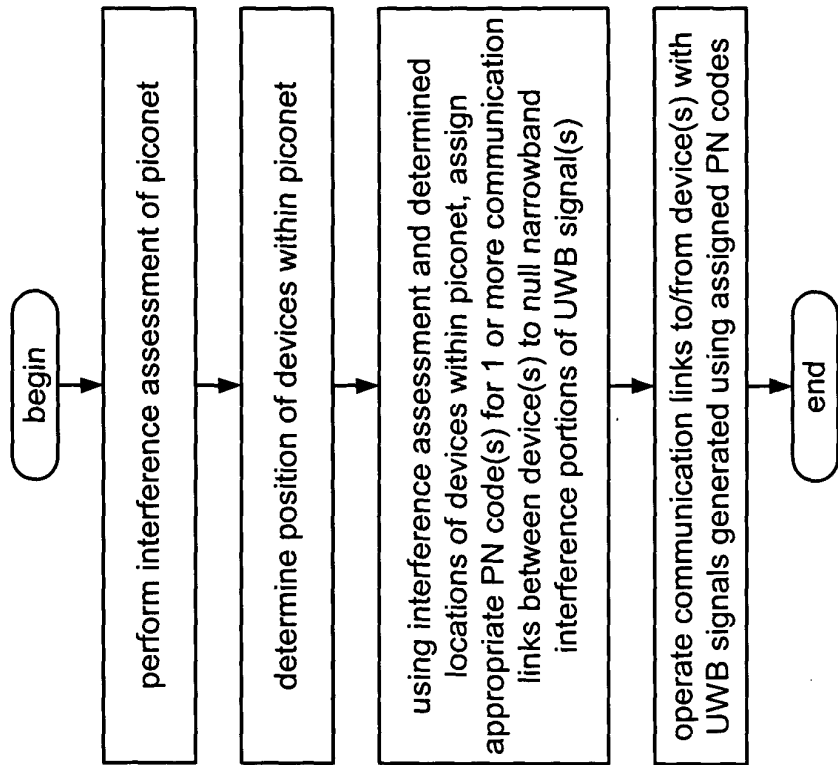 begin
perform interference assessment of piconet
determine position of devices within piconet
using interference assessment and determined
locations of devices within piconet, assign
appropriate PN code(s) for 1 or more communication
links between device(s) to null narrowband
interference portions of UWB signal(s)
operate communication links to/from device(s) with
UWB signals generated using assigned PN codes
end